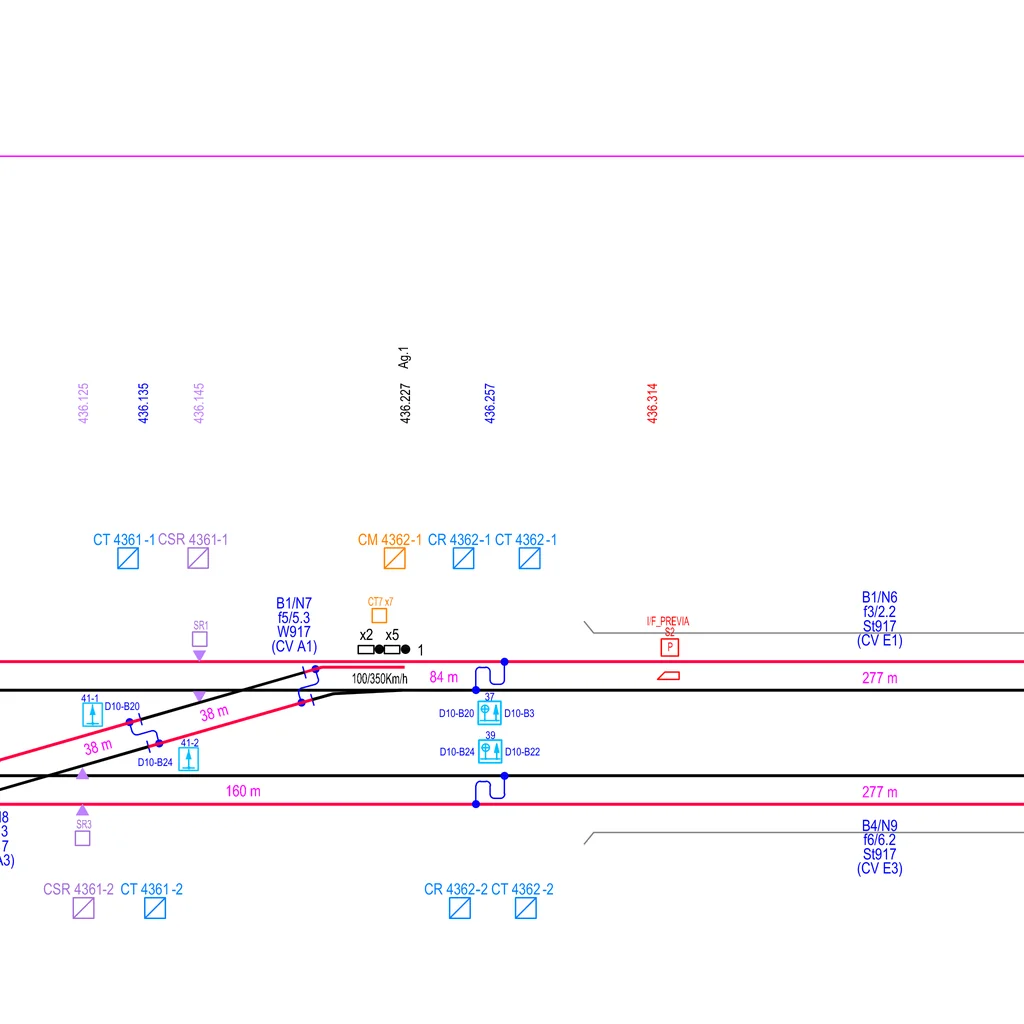 Ag.1
436.125
436.135
436.145
436.227
436.257
436.314
CT 4361-1
CSR 4361-1
CM 4362-1
CR 4362-1
CT 4362-1
B1/N7
f5/5.3
W917
(CV A1)
CT7 x7
x2 x5
1
SR1
I/F_PREVIA
S2
P
B1/N6
f3/2.2
St917
(CV E1)
100/350Km/h
84 m
277 m
41-1
D10-B20
38 m
37
D10-B20
D10-B3
38 m
41-2
D10-B24
39
D10-B24
D10-B22
160 m
277 m
SR3
B4/N9
f6/6.2
St917
(CV E3)
N8
3
7
A3)
CSR 4361-2
CT 4361-2
CR 4362-2
CT 4362-2